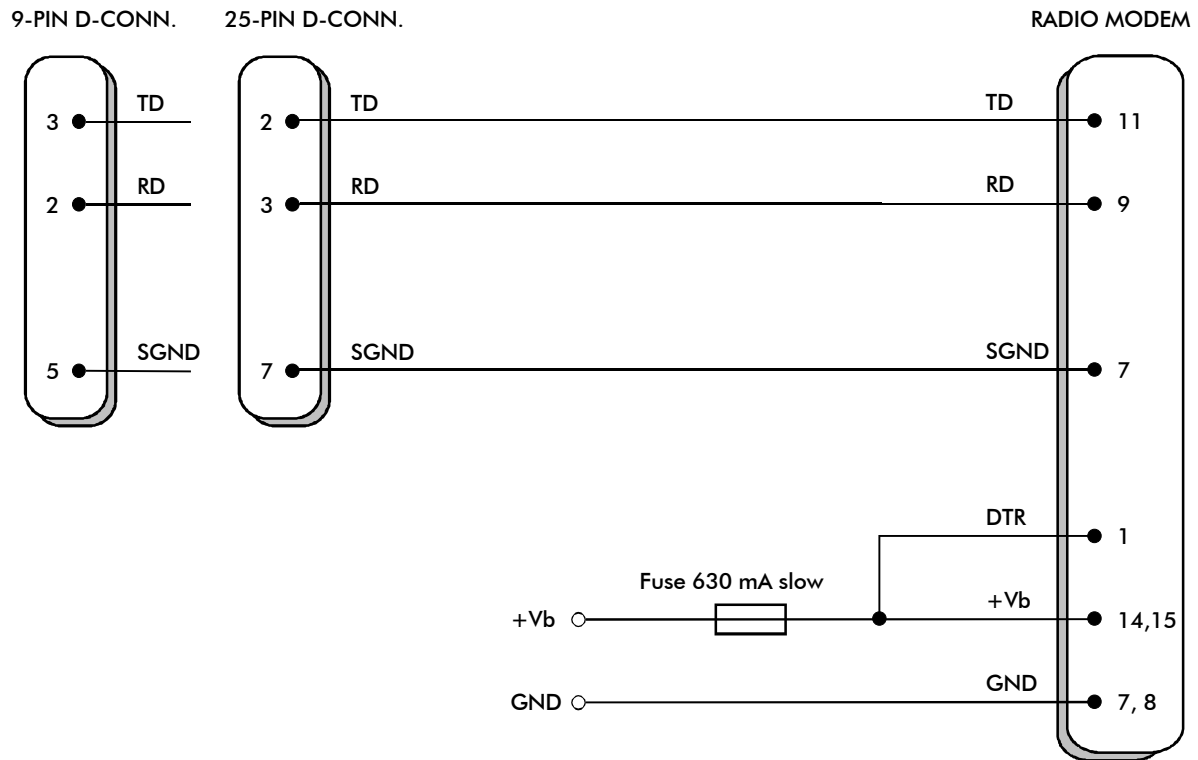 9-PIN D-CONN. 25-PIN D-CONN. RADIO MODEM
3 TD 2 TD TD 11
2 RD 3 RD RD 9
5 SGND 7 SGND SGND 7
DTR 1
Fuse 630 mA slow
+Vb +Vb 14,15
GND GND 7, 8